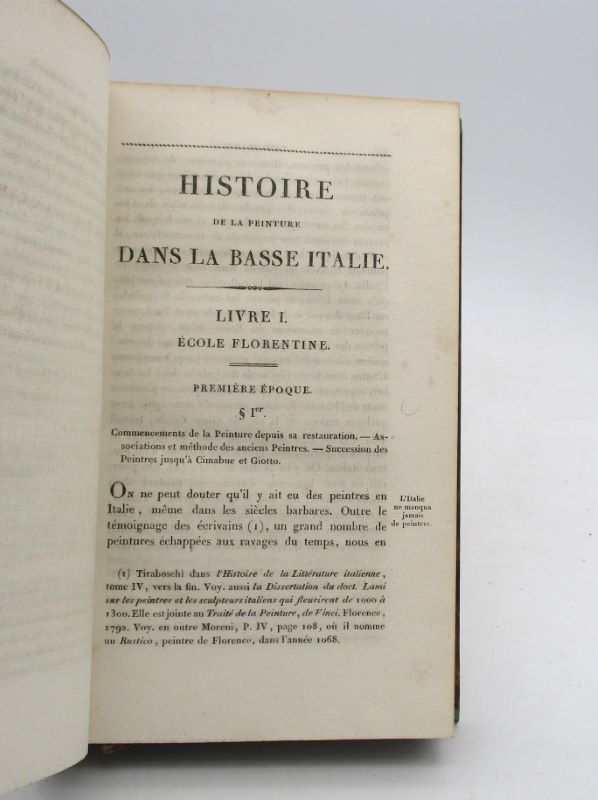 HISTOIRE
DE LA PEINTURE
DANS LA BASSE ITALIE.
LIVRE I.
ÉCOLE FLORENTINE.
PREMIÈRE ÉPOQUE.
§ Ier.
Commencements de la Peinture depuis sa restauration. — As-
sociations et méthode des anciens Peintres. — Succession des
Peintres jusqu'à Cimabue et Giotto.
On ne peut douter qu'il y ait eu des peintres en
Italie, même dans les siècles barbares. Outre le
témoignage des écrivains (1), un grand nombre de
peintures échappées aux ravages du temps, nous en
L'Italie
ne manqua
jamais
de peintres.
(1) Tiraboschi dans l'Histoire de la Littérature italienne,
tome IV, vers la fin. Voy. aussi la Dissertation du doct. Lami
sur les peintres et les sculpteurs italiens qui fleurirent de 1000 à
1300. Elle est jointe au Traité de la Peinture, de Vinci. Florence,
1792. Voy. en outre Moreni, P. IV, page 108, où il nomme
un Rustico, peintre de Florence, dans l'année 1068.